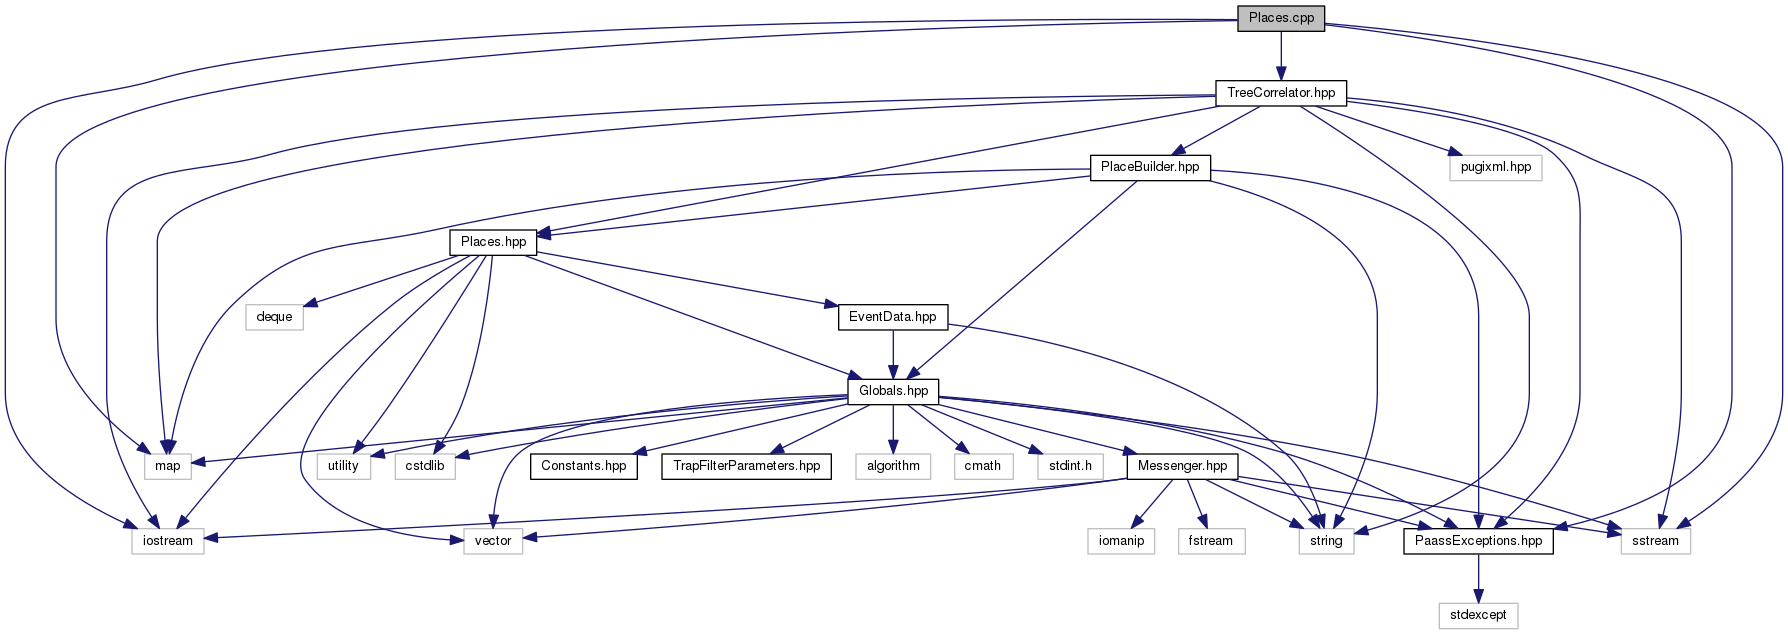 Places.cpp
TreeCorrelator.hpp
PlaceBuilder.hpp
pugixml.hpp
Places.hpp
deque
EventData.hpp
Globals.hpp
map
utility
cstdlib
Constants.hpp
TrapFilterParameters.hpp
algorithm
cmath
stdint.h
Messenger.hpp
iostream
vector
iomanip
fstream
string
PaassExceptions.hpp
sstream
stdexcept